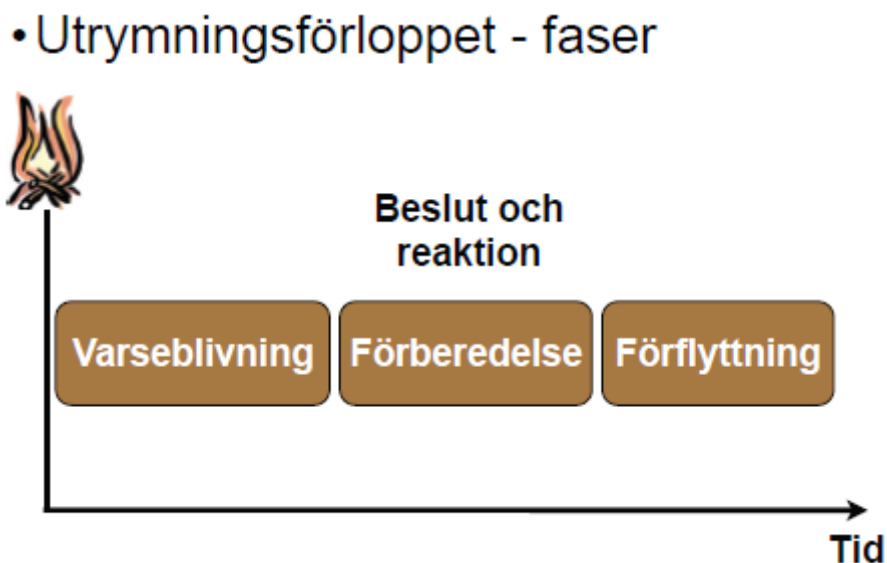 • Utrymningsförloppet - faser
Beslut och
reaktion
Varseblivning
Förberedelse
Förflyttning
Tid